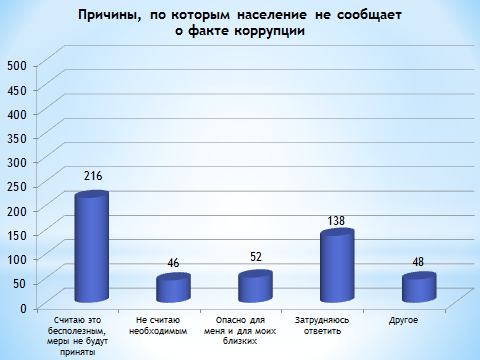 Причины, по которым население не сообщает
о факте коррупции
500
450
400
350
300
250
200
150
100
50
0
216
46
52
138
48
Считаю это
бесполезным,
меры не будут
приняты
Не считаю
необходимым
Опасно для
меня и для моих
близких
Затрудняюсь
ответить
Другое